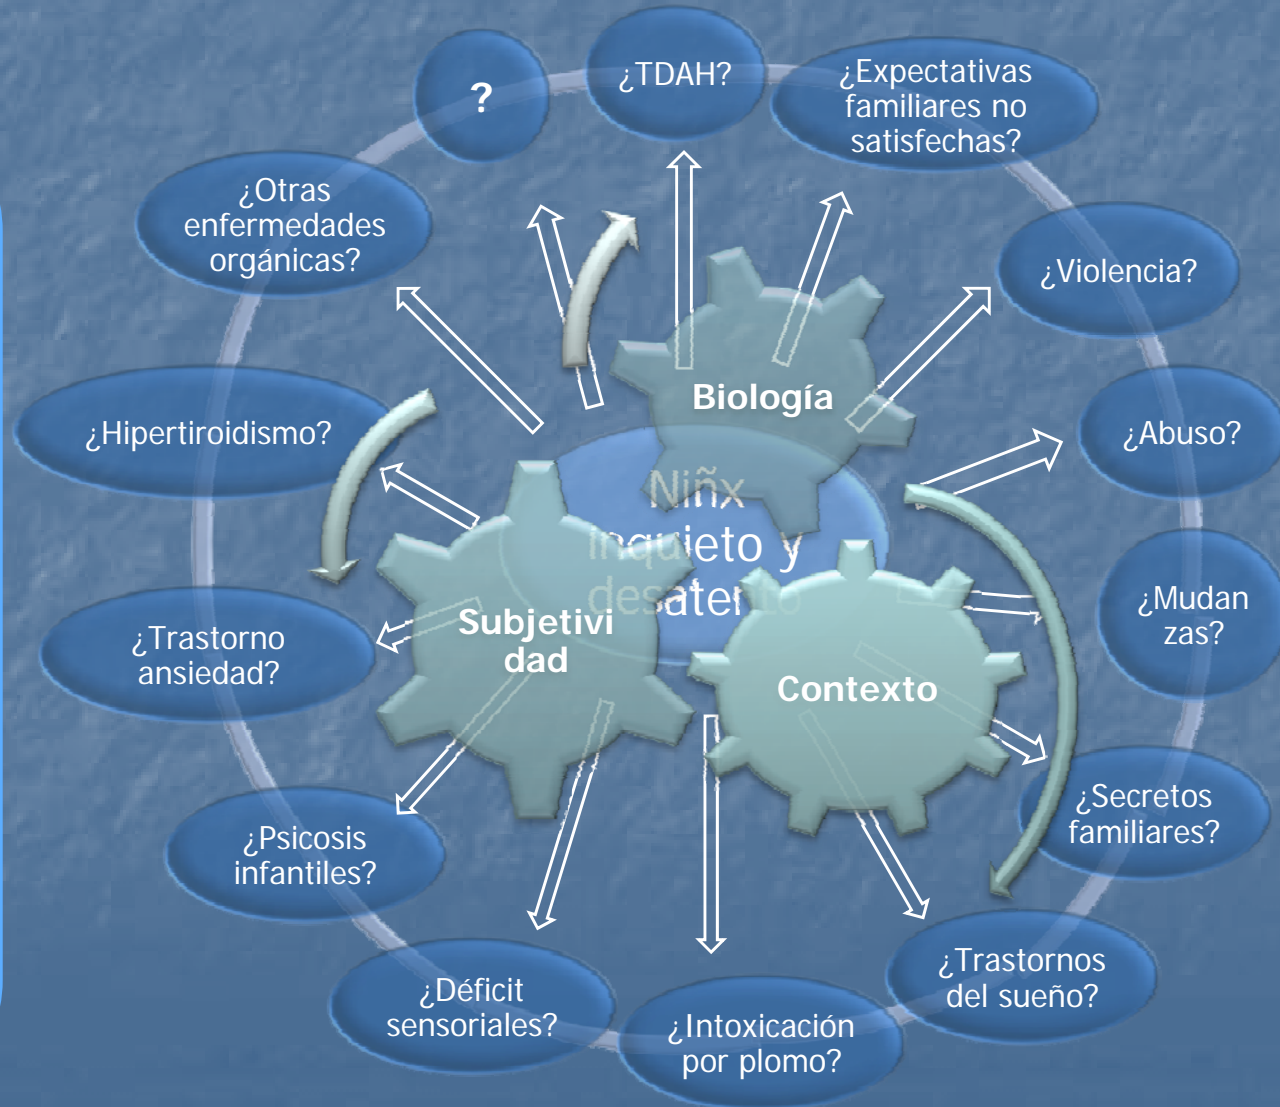 ?
¿TDAH?
¿Expectativas
familiares no
satisfechas?
¿Violencia?
¿Abuso?
¿Mudan
zas?
¿Secretos
familiares?
¿Trastornos
del sueño?
¿Intoxicación
por plomo?
¿Déficit
sensoriales?
¿Psicosis
infantiles?
¿Trastorno
ansiedad?
¿Hipertiroidismo?
¿Otras
enfermedades
orgánicas?
Biología
Niñx
inquieto y
desatento
Subjetivi
dad
Contexto